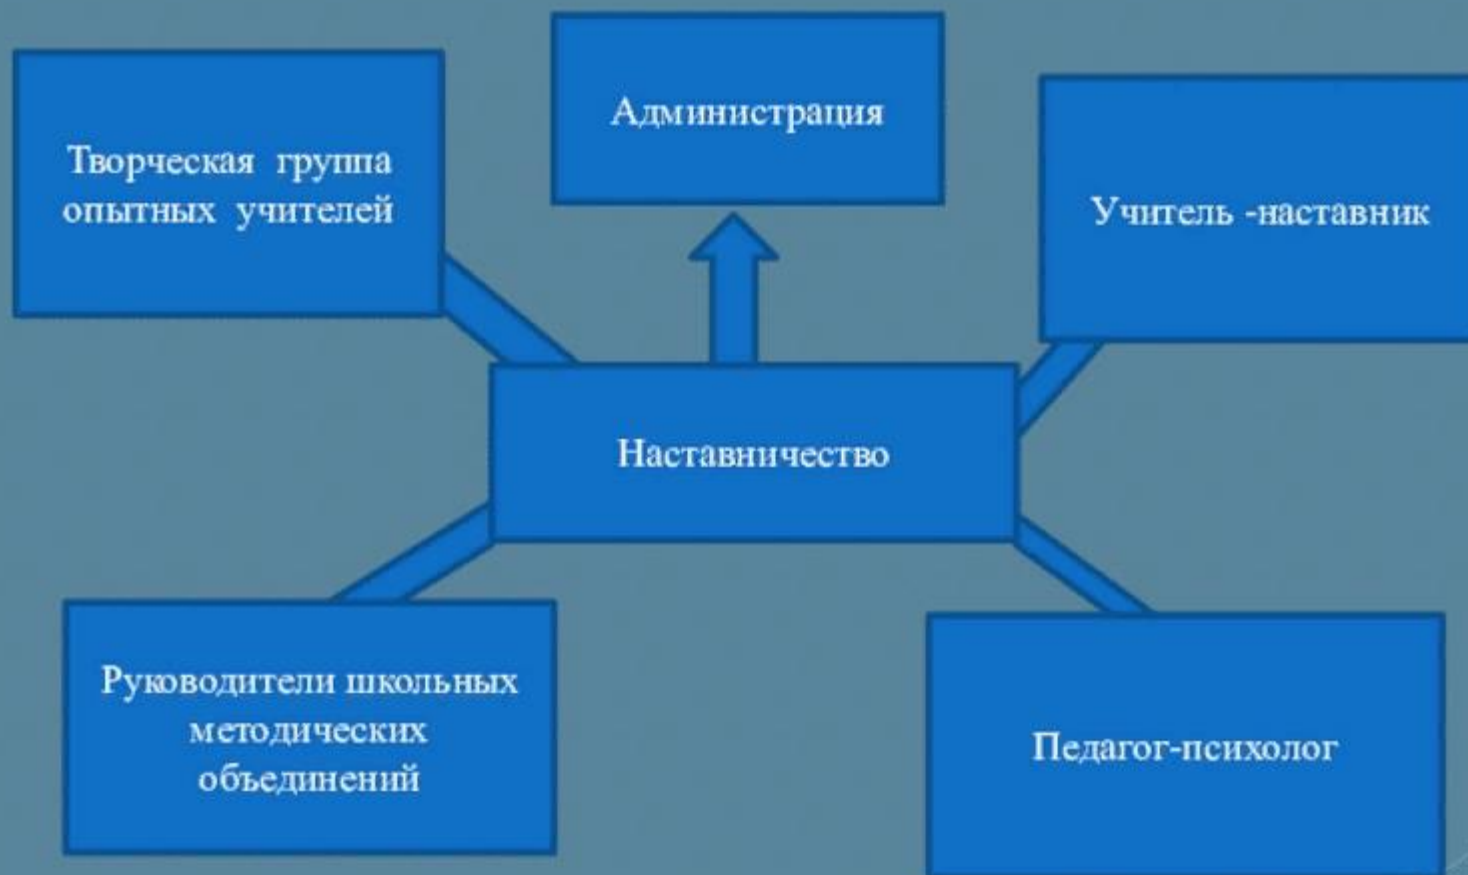 Администрация
Творческая группа
опытных учителей
Учитель -наставник
Наставничество
Руководители школьных
методических
объединений
Педагог-психолог